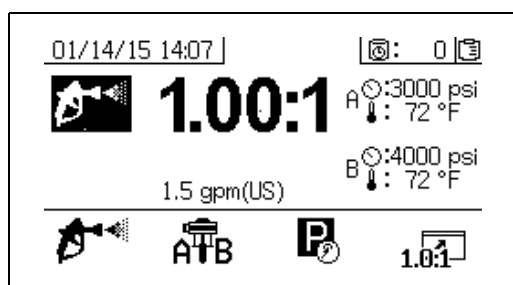 01/14/15 14:07 : 0
1.00:1
A :3000 psi
: 72 °F
B :4000 psi
: 72 °F
1.5 gpm(US)
A B P 1.0:1